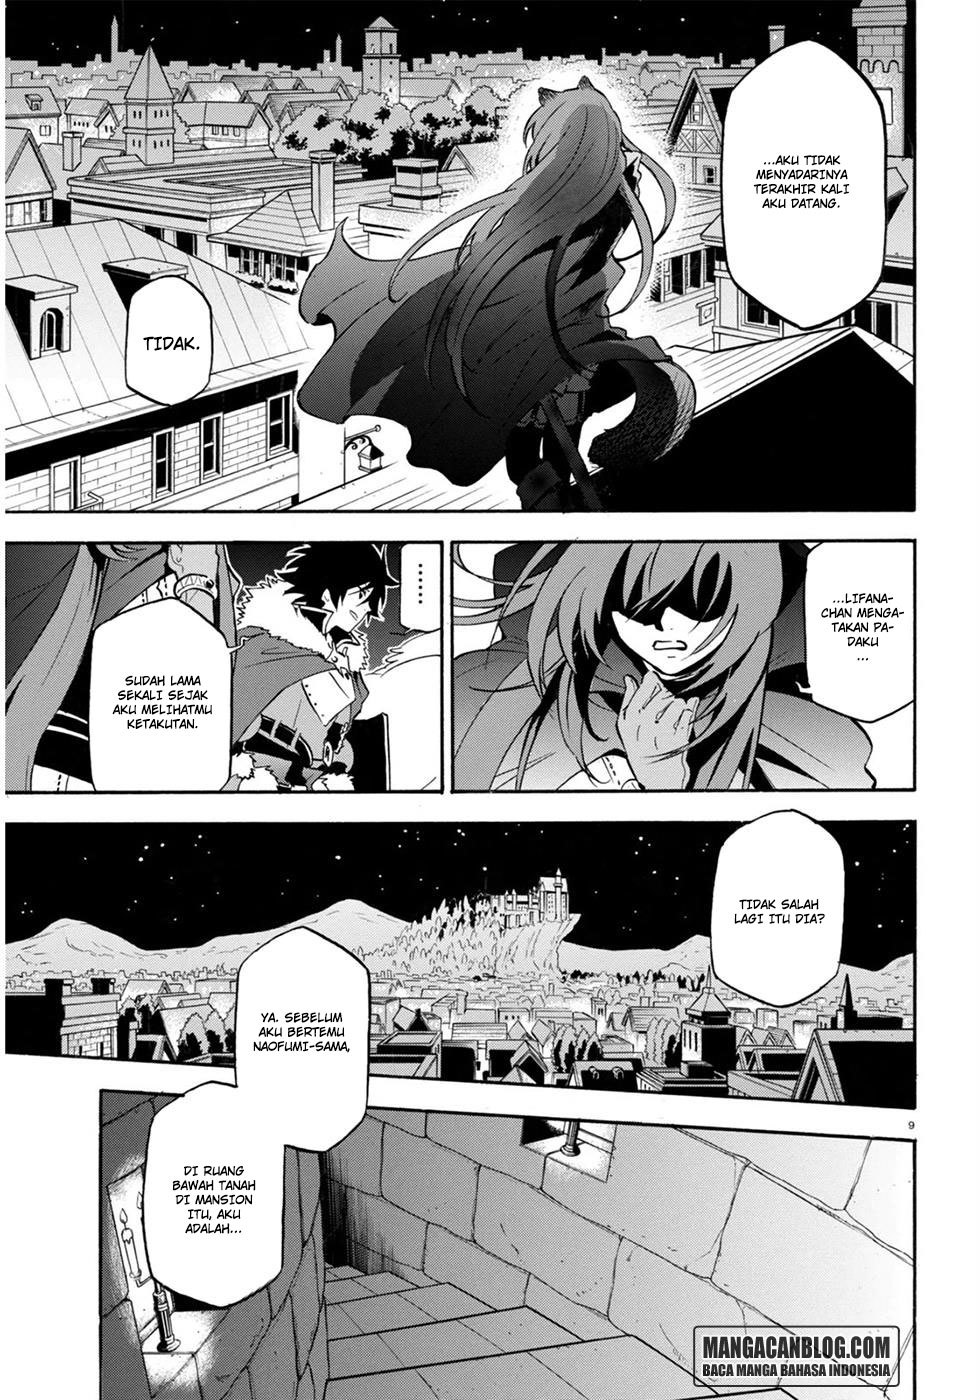 ...AKU TIDAK
MENYADARINYA
TERAKHIR KALI
AKU DATANG.
TIDAK.
...LIFANA-
CHAN MENGA-
TAKAN PA-
DAKU
...
........
SUDAH LAMA
SEKALI SEJAK
AKU MELIHATMU
KETAKUTAN.
TIDAK SALAH
LAGI ITU DIA?
YA. SEBELUM
AKU BERTEMU
NAOFUMI-SAMA,
9
DI RUANG
BAWAH TANAH
DI MANSION
ITU, AKU
ADALAH...
MANGACANBLOG.COM
BACA MANGA BAHASA INDONESIA